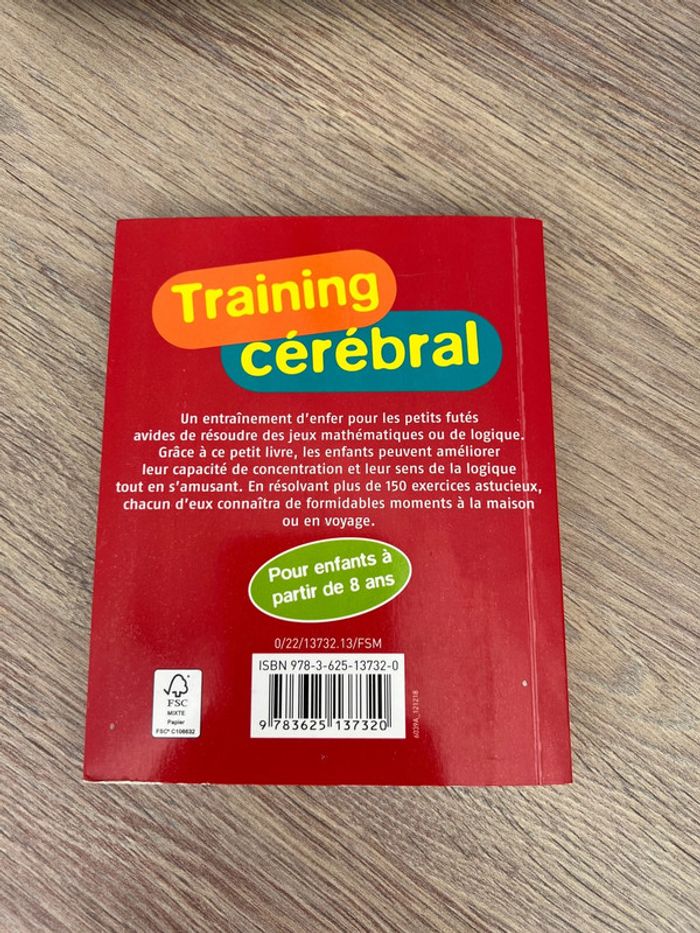 Training
cérébral
Un entraînement d'enfer pour les petits futés
avides de résoudre des jeux mathématiques ou de logique.
Grâce à ce petit livre, les enfants peuvent améliorer
leur capacité de concentration et leur sens de la logique
tout en s'amusant. En résolvant plus de 150 exercices astucieux,
chacun d'eux connaîtra de formidables moments à la maison
ou en voyage.
Pour enfants à
partir de 8 ans
0/22/13732.13/FSM
ISBN 978-3-625-13732-0
9 783625 137320
FSC
MIXTE
Papier
FSC® C106632
6039A_121218